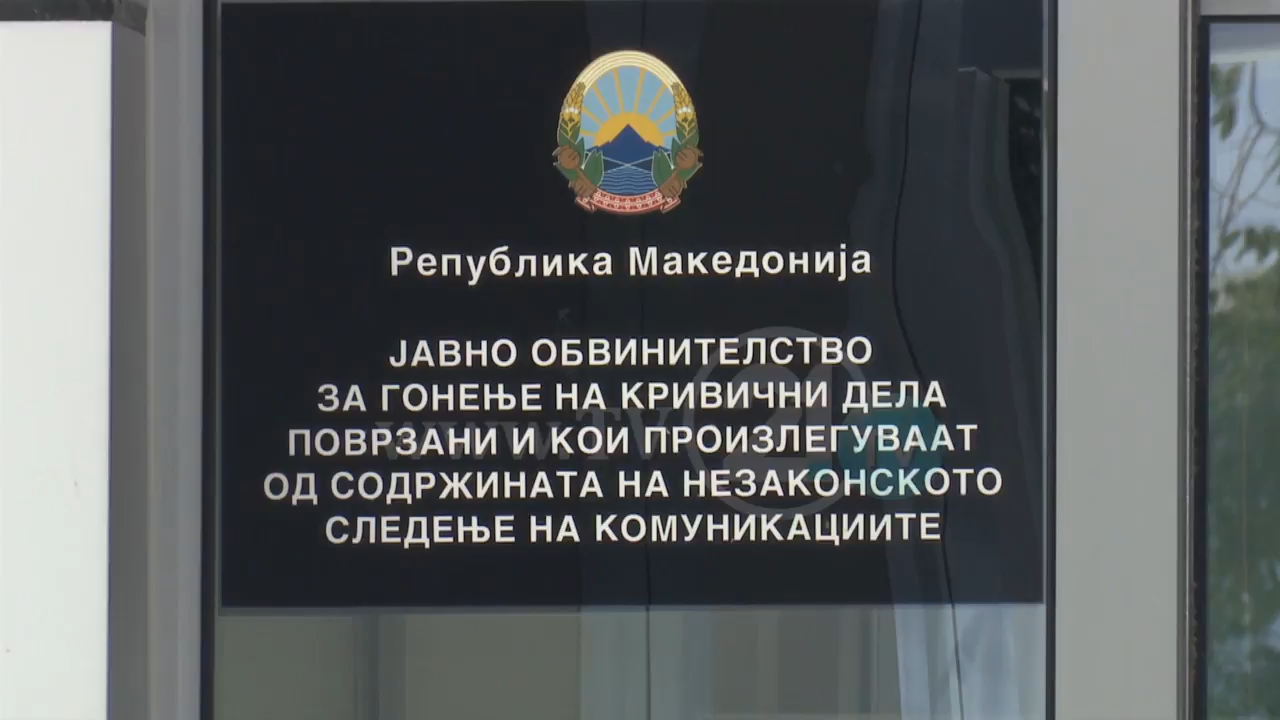 Република Македонија
ЈАВНО ОБВИНИТЕЛСТВО
ЗА ГОНЕЊЕ НА КРИВИЧНИ ДЕЛА
ПОВРЗАНИ И КОИ ПРОИЗЛЕГУВААТ
ОД СОДРЖИНАТА НА НЕЗАКОНСКОТО
СЛЕДЕЊЕ НА КОМУНИКАЦИИТЕ